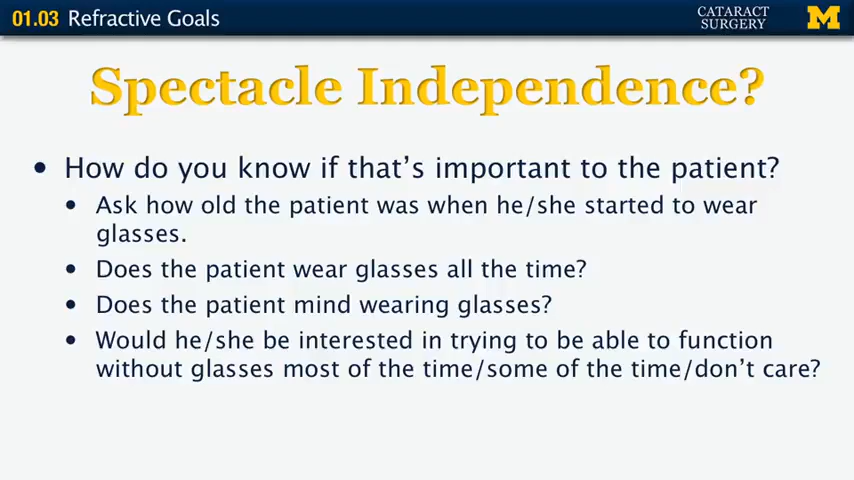 01.03 Refractive Goals
CATARACT
SURGERY
M
Spectacle Independence?
• How do you know if that's important to the patient?
• Ask how old the patient was when he/she started to wear
glasses.
• Does the patient wear glasses all the time?
• Does the patient mind wearing glasses?
• Would he/she be interested in trying to be able to function
without glasses most of the time/some of the time/don't care?